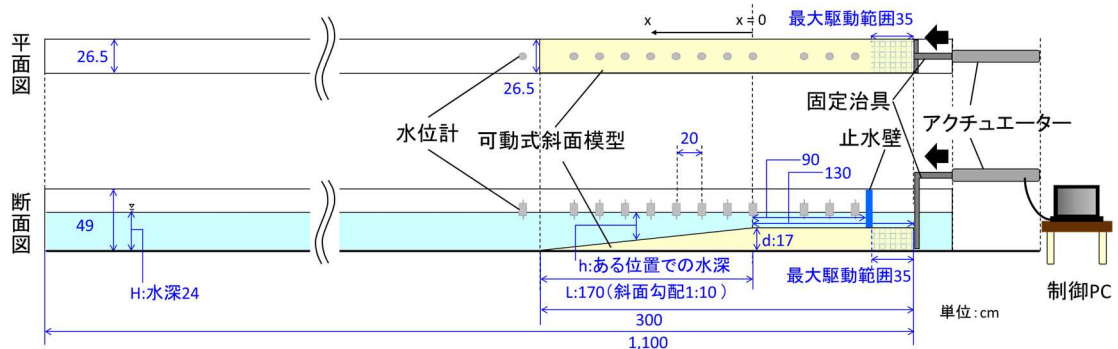 平面図
26.5
26.5
x
x = 0
最大駆動範囲35
固定治具
アクチュエーター
水位計
可動式斜面模型
止水壁
20
90
130
断面図
49
H:水深24
d:17
h:ある位置での水深
L:170(斜面勾配1:10)
最大駆動範囲35
300
1,100
単位:cm
制御PC